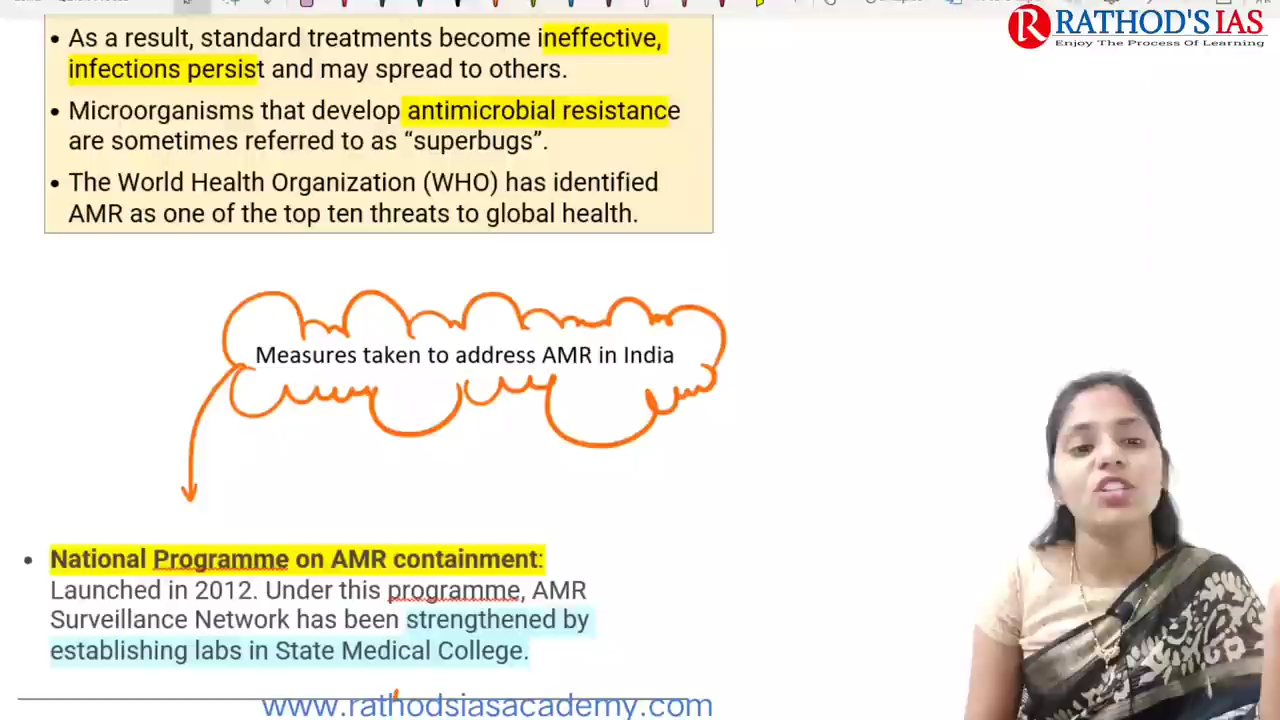 RATHOD'S IAS
Enjoy The Process Of Learning
• As a result, standard treatments become ineffective,
infections persist and may spread to others.
• Microorganisms that develop antimicrobial resistance
are sometimes referred to as “superbugs”.
• The World Health Organization (WHO) has identified
AMR as one of the top ten threats to global health.
Measures taken to address AMR in India
• National Programme on AMR containment:
Launched in 2012. Under this programme, AMR
Surveillance Network has been strengthened by
establishing labs in State Medical College.
www.rathodsiasacademy.com